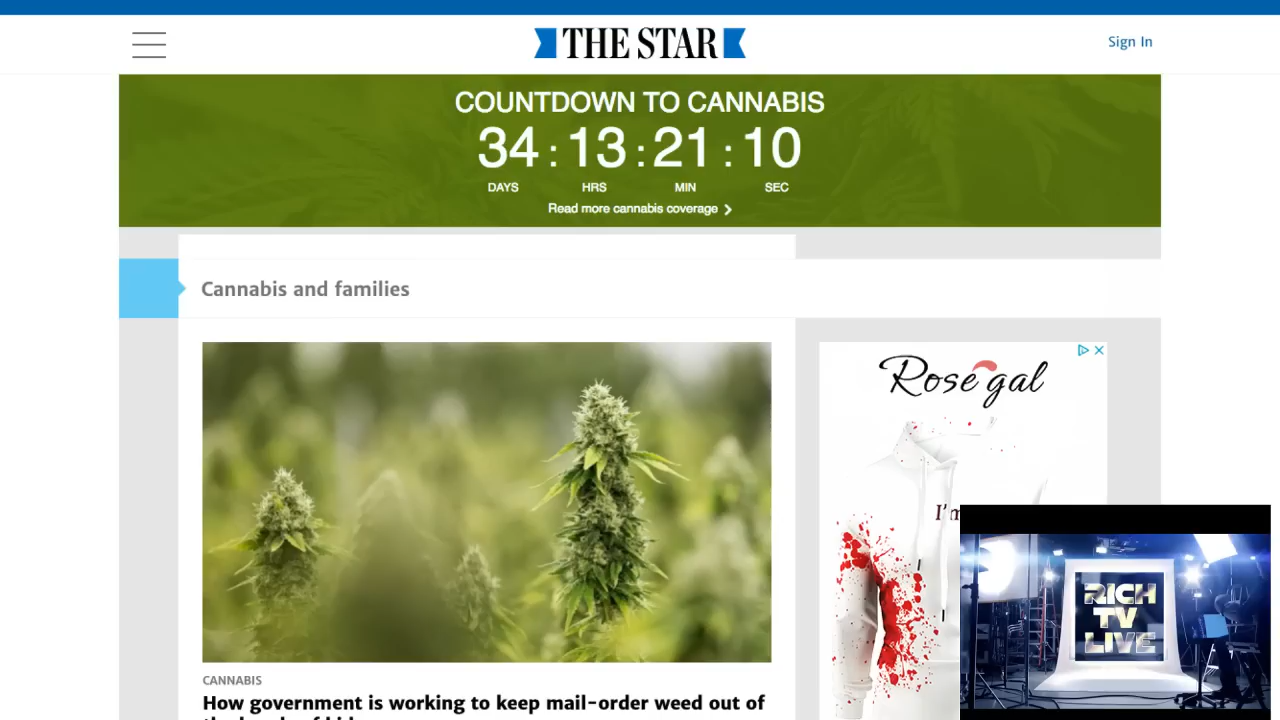 THE STAR
Sign In
COUNTDOWN TO CANNABIS
34 : 13 : 21 : 10
DAYS HRS MIN SEC
Read more cannabis coverage
Cannabis and families
Rosegal
I'm
CANNABIS
How government is working to keep mail-order weed out of
RICH
TV
LIVE